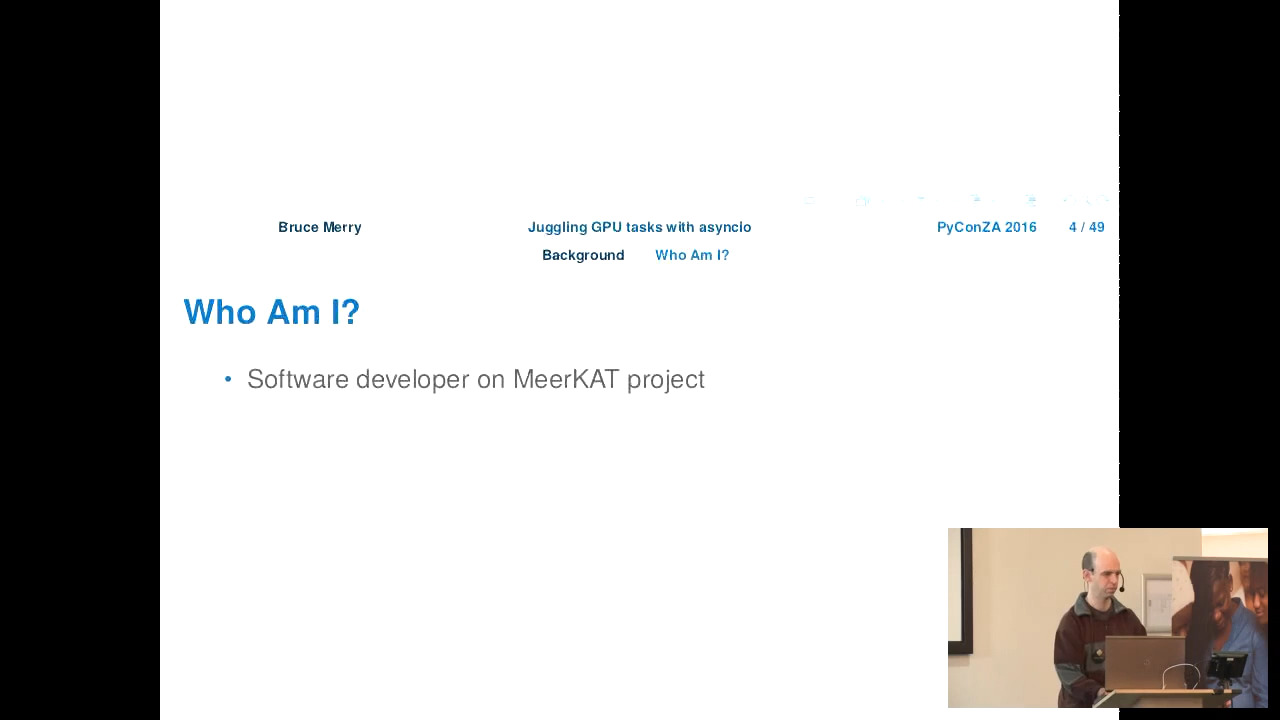 Bruce Merry Juggling GPU tasks with asyncio PyConZA 2016 4 / 49
Background Who Am I?
Who Am I?
• Software developer on MeerKAT project